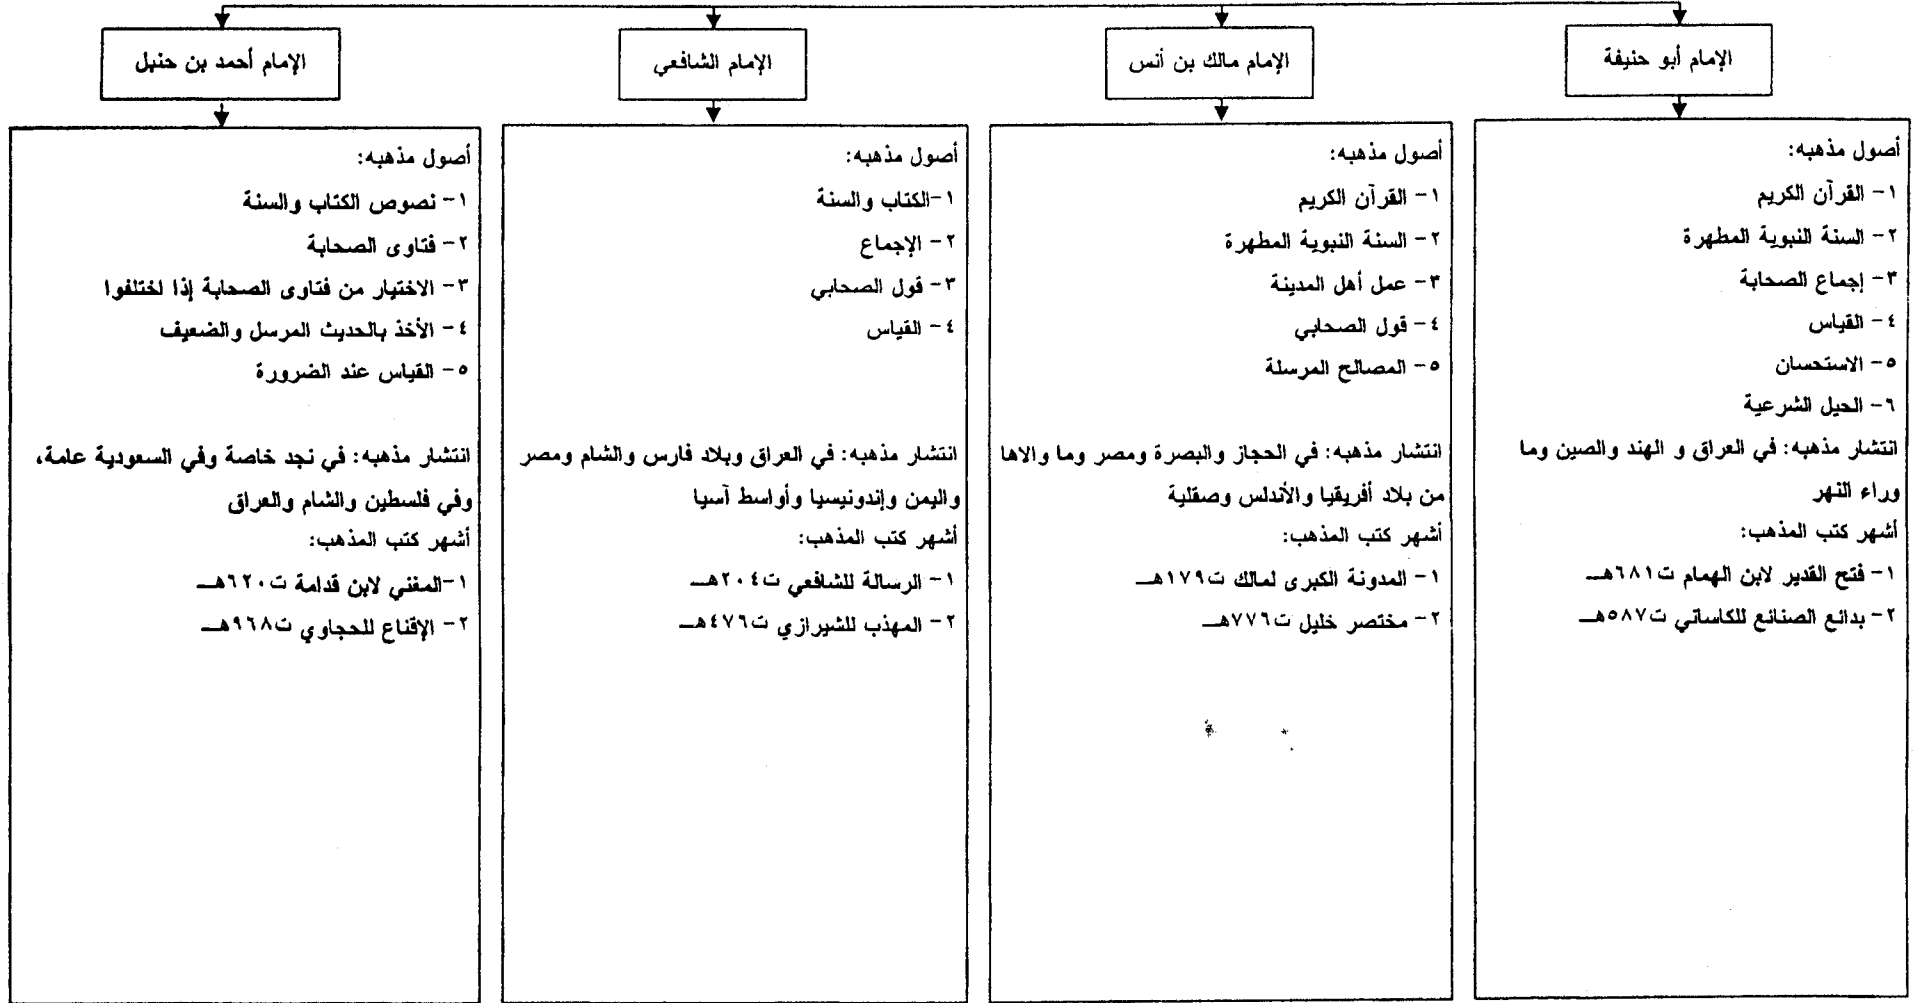 الإمام أبو حنيفة
أصول مذهبه:
١- القرآن الكريم
٢- السنة النبوية المطهرة
٣- إجماع الصحابة
٤- القياس
٥- الاستحسان
٦- الحيل الشرعية
انتشار مذهبه: في العراق و الهند والصين وما
وراء النهر
أشهر كتب المذهب:
١- فتح القدير لابن الهمام ت٦٨١هـ
٢- بدائع الصنائع للكاساني ت٥٨٧هـ
الإمام مالك بن أنس
أصول مذهبه:
١- القرآن الكريم
٢- السنة النبوية المطهرة
٣- عمل أهل المدينة
٤- قول الصحابي
٥- المصالح المرسلة
انتشار مذهبه: في الحجاز والبصرة ومصر وما والاها
من بلاد أفريقيا والأندلس وصقلية
أشهر كتب المذهب:
١- المدونة الكبرى لمالك ت١٧٩هـ
٢- مختصر خليل ت٧٧٦هـ
الإمام الشافعي
أصول مذهبه:
١-الكتاب والسنة
٢- الإجماع
٣- قول الصحابي
٤- القياس
انتشار مذهبه: في العراق وبلاد فارس والشام ومصر
واليمن وإندونيسيا وأواسط آسيا
أشهر كتب المذهب:
١- الرسالة للشافعي ت٢٠٤هـ
٢- المهذب للشيرازي ت٤٧٦هـ
الإمام أحمد بن حنبل
أصول مذهبه:
١- نصوص الكتاب والسنة
٢- فتاوى الصحابة
٣- الاختيار من فتاوى الصحابة إذا اختلفوا
٤- الأخذ بالحديث المرسل والضعيف
٥- القياس عند الضرورة
انتشار مذهبه: في نجد خاصة وفي السعودية عامة،
وفي فلسطين والشام والعراق
أشهر كتب المذهب:
١-المغني لابن قدامة ت٦٢٠هـ
٢- الإقناع للحجاوي ت٩٦٨هـ